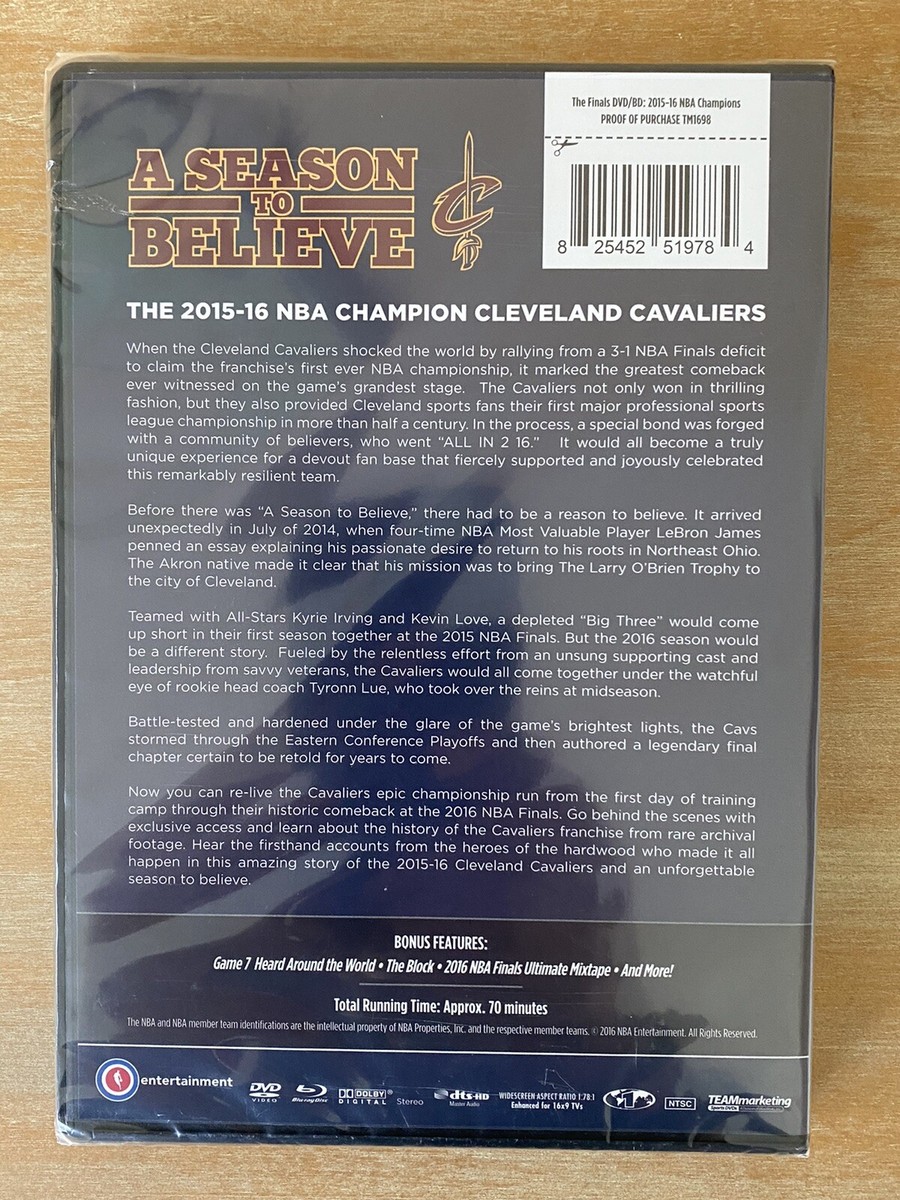 The Finals DVD/BD: 2015-16 NBA Champions
PROOF OF PURCHASE TM1698
8 25452 51978 4
A SEASON
TO
BELIEVE
THE 2015-16 NBA CHAMPION CLEVELAND CAVALIERS
When the Cleveland Cavaliers shocked the world by rallying from a 3-1 NBA Finals deficit
to claim the franchise's first ever NBA championship, it marked the greatest comeback
ever witnessed on the game's grandest stage. The Cavaliers not only won in thrilling
fashion, but they also provided Cleveland sports fans their first major professional sports
league championship in more than half a century. In the process, a special bond was forged
with a community of believers, who went “ALL IN 2 16.” It would all become a truly
unique experience for a devout fan base that fiercely supported and joyously celebrated
this remarkably resilient team.
Before there was “A Season to Believe,” there had to be a reason to believe. It arrived
unexpectedly in July of 2014, when four-time NBA Most Valuable Player LeBron James
penned an essay explaining his passionate desire to return to his roots in Northeast Ohio.
The Akron native made it clear that his mission was to bring The Larry O'Brien Trophy to
the city of Cleveland.
Teamed with All-Stars Kyrie Irving and Kevin Love, a depleted “Big Three” would come
up short in their first season together at the 2015 NBA Finals. But the 2016 season would
be a different story. Fueled by the relentless effort from an unsung supporting cast and
leadership from savvy veterans, the Cavaliers would all come together under the watchful
eye of rookie head coach Tyronn Lue, who took over the reins at midseason.
Battle-tested and hardened under the glare of the game's brightest lights, the Cavs
stormed through the Eastern Conference Playoffs and then authored a legendary final
chapter certain to be retold for years to come.
Now you can re-live the Cavaliers epic championship run from the first day of training
camp through their historic comeback at the 2016 NBA Finals. Go behind the scenes with
exclusive access and learn about the history of the Cavaliers franchise from rare archival
footage. Hear the firsthand accounts from the heroes of the hardwood who made it all
happen in this amazing story of the 2015-16 Cleveland Cavaliers and an unforgettable
season to believe.
BONUS FEATURES:
Game 7 Heard Around the World • The Block • 2016 NBA Finals Ultimate Mixtape • And More!
Total Running Time: Approx. 70 minutes
The NBA and NBA member team identifications are the intellectual property of NBA Properties, Inc. and the respective member teams. © 2016 NBA Entertainment. All Rights Reserved.
entertainment
DVD VIDEO Blu-ray Disc DOLBY DIGITAL Stereo dts-HD Master Audio WIDESCREEN ASPECT RATIO 1:78:1 Enhanced for 16x9 TVs 1 NTSC TEAMmarketing Sports DVDs